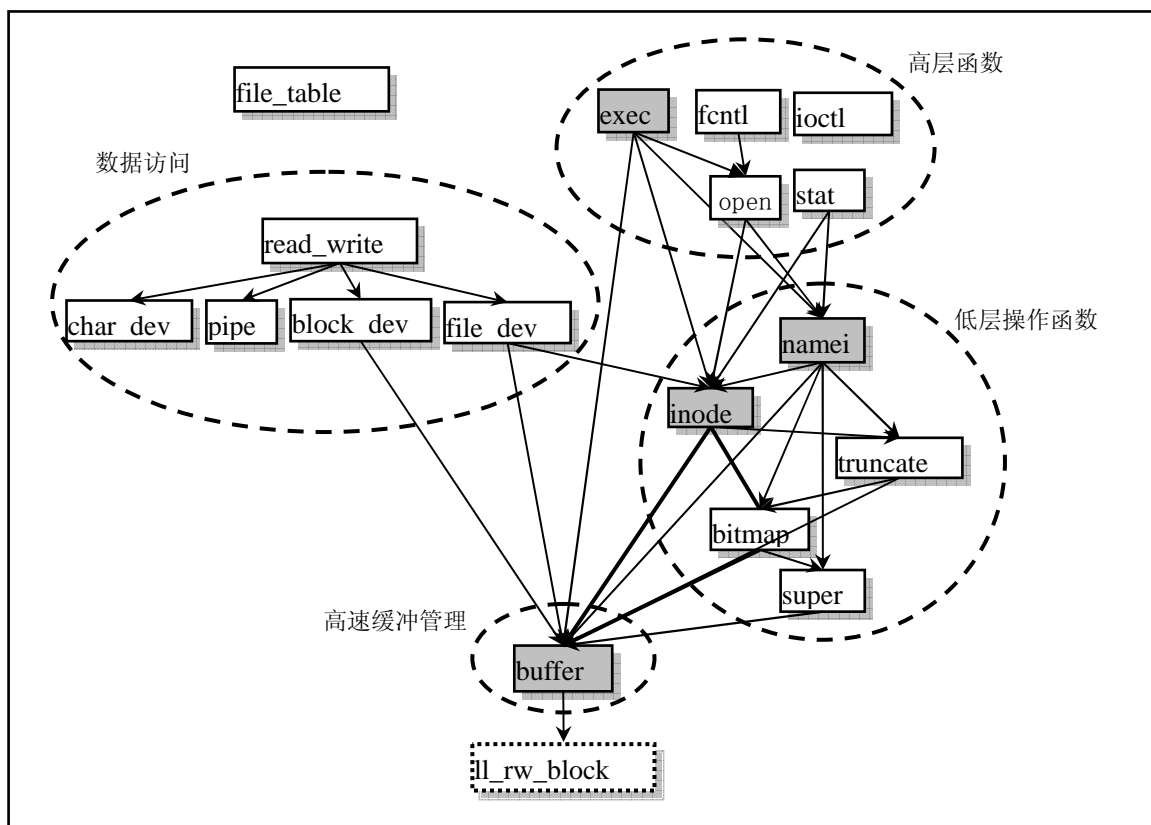 高层函数
file_table
exec
fcntl
ioctl
数据访问
open
stat
read_write
char_dev
pipe
block_dev
file_dev
低层操作函数
namei
inode
truncate
bitmap
super
高速缓冲管理
buffer
ll_rw_block